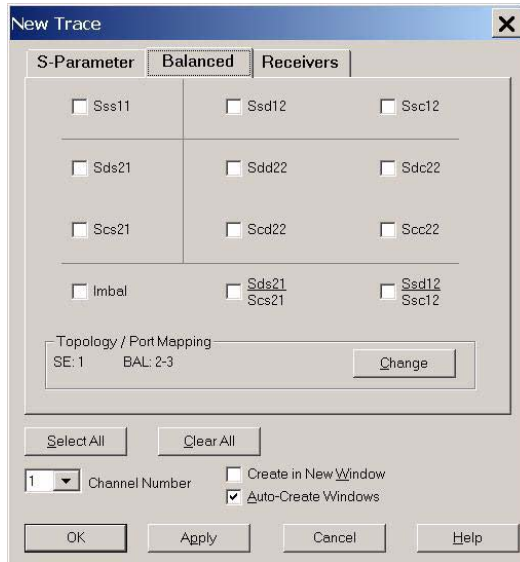 New Trace
S-Parameter Balanced Receivers
Sss11 Ssd12 Ssc12
Sds21 Sdd22 Sdc22
Scs21 Scd22 Scc22
Imbal Sds21 Ssd12
Scs21 Ssc12
Topology / Port Mapping
SE: 1 BAL: 2-3 Change
Select All Clear All
1 Channel Number
Create in New Window
Auto-Create Windows
OK Apply Cancel Help